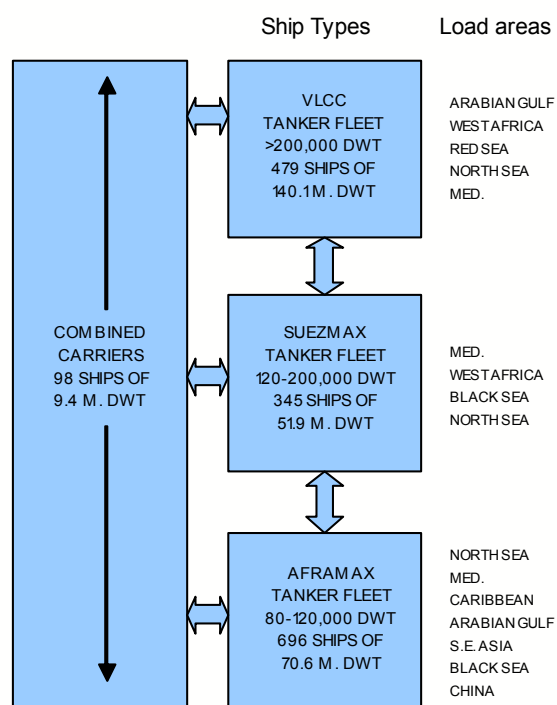 Ship Types
Load areas
COMBINED
CARRIERS
98 SHIPS OF
9.4 M. DWT
VLCC
TANKER FLEET
>200,000 DWT
479 SHIPS OF
140.1 M. DWT
ARABIAN GULF
WEST AFRICA
RED SEA
NORTH SEA
MED.
SUEZMAX
TANKER FLEET
120-200,000 DWT
345 SHIPS OF
51.9 M. DWT
MED.
WEST AFRICA
BLACK SEA
NORTH SEA
AFRAMAX
TANKER FLEET
80-120,000 DWT
696 SHIPS OF
70.6 M. DWT
NORTH SEA
MED.
CARIBBEAN
ARABIAN GULF
S.E. ASIA
BLACK SEA
CHINA